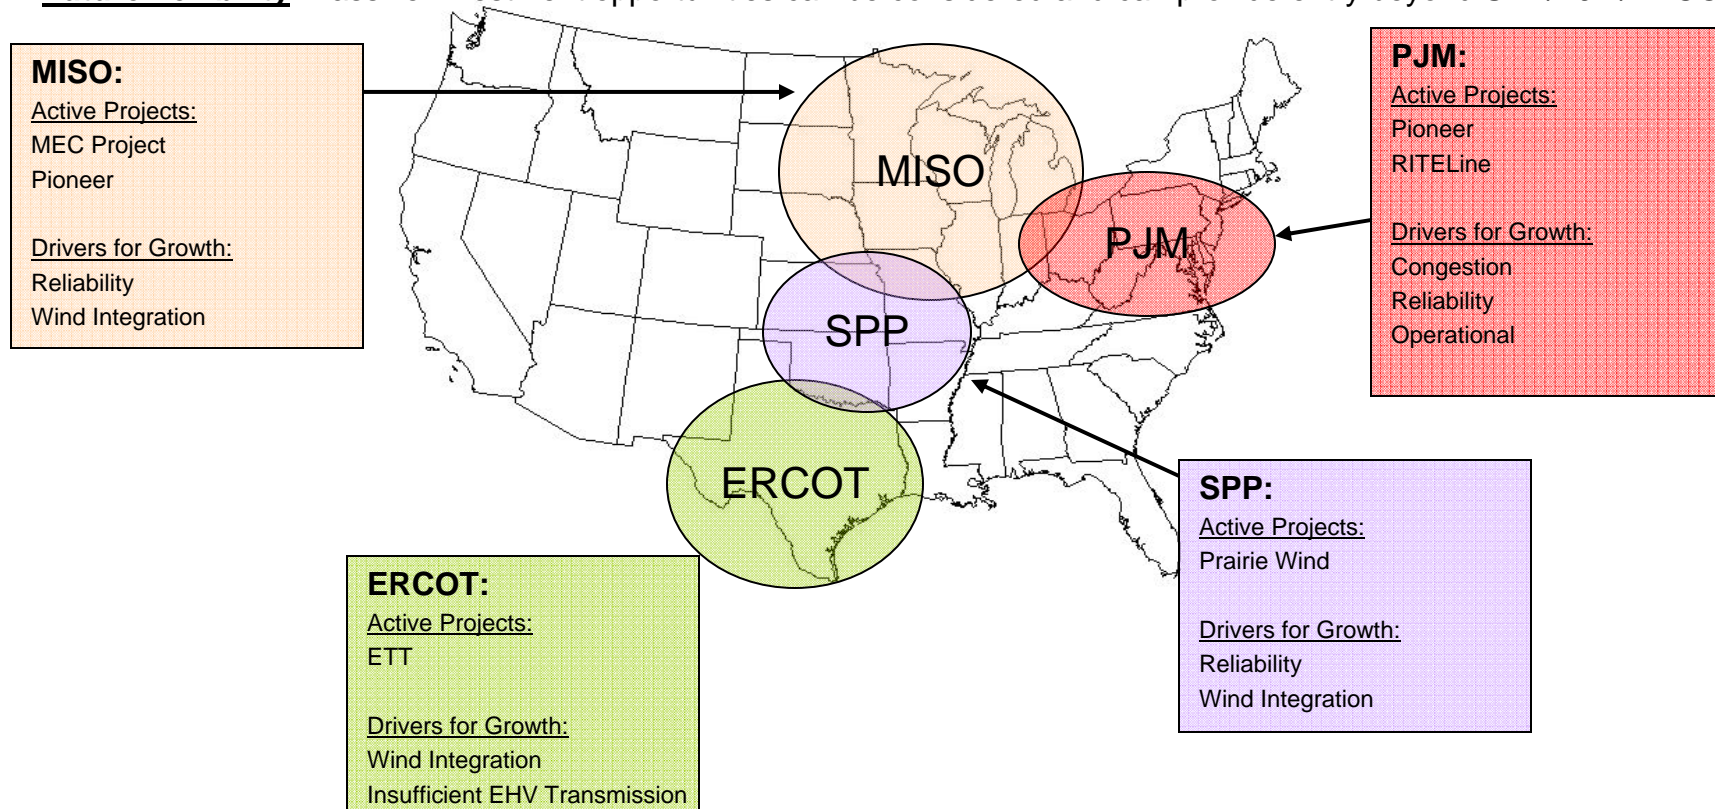 MISO:
Active Projects:
MEC Project
Pioneer
Drivers for Growth:
Reliability
Wind Integration
PJM:
Active Projects:
Pioneer
RITELine
Drivers for Growth:
Congestion
Reliability
Operational
MISO
PJM
SPP
ERCOT
ERCOT:
Active Projects:
ETT
Drivers for Growth:
Wind Integration
Insufficient EHV Transmission
SPP:
Active Projects:
Prairie Wind
Drivers for Growth:
Reliability
Wind Integration